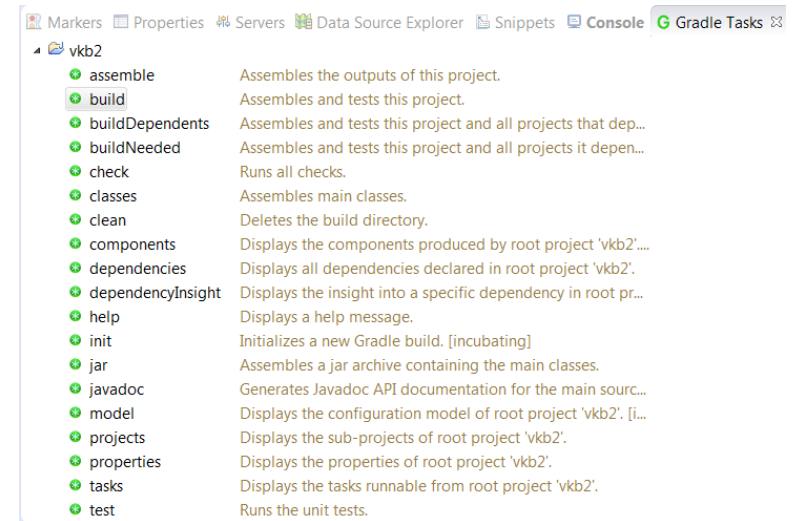 Markers Properties Servers Data Source Explorer Snippets Console G Gradle Tasks
vkb2
assemble Assembles the outputs of this project.
build Assembles and tests this project.
buildDependents Assembles and tests this project and all projects that dep...
buildNeeded Assembles and tests this project and all projects it depen...
check Runs all checks.
classes Assembles main classes.
clean Deletes the build directory.
components Displays the components produced by root project 'vkb2'....
dependencies Displays all dependencies declared in root project 'vkb2'.
dependencyInsight Displays the insight into a specific dependency in root pr...
help Displays a help message.
init Initializes a new Gradle build. [incubating]
jar Assembles a jar archive containing the main classes.
javadoc Generates Javadoc API documentation for the main sourc...
model Displays the configuration model of root project 'vkb2'. [i...
projects Displays the sub-projects of root project 'vkb2'.
properties Displays the properties of root project 'vkb2'.
tasks Displays the tasks runnable from root project 'vkb2'.
test Runs the unit tests.